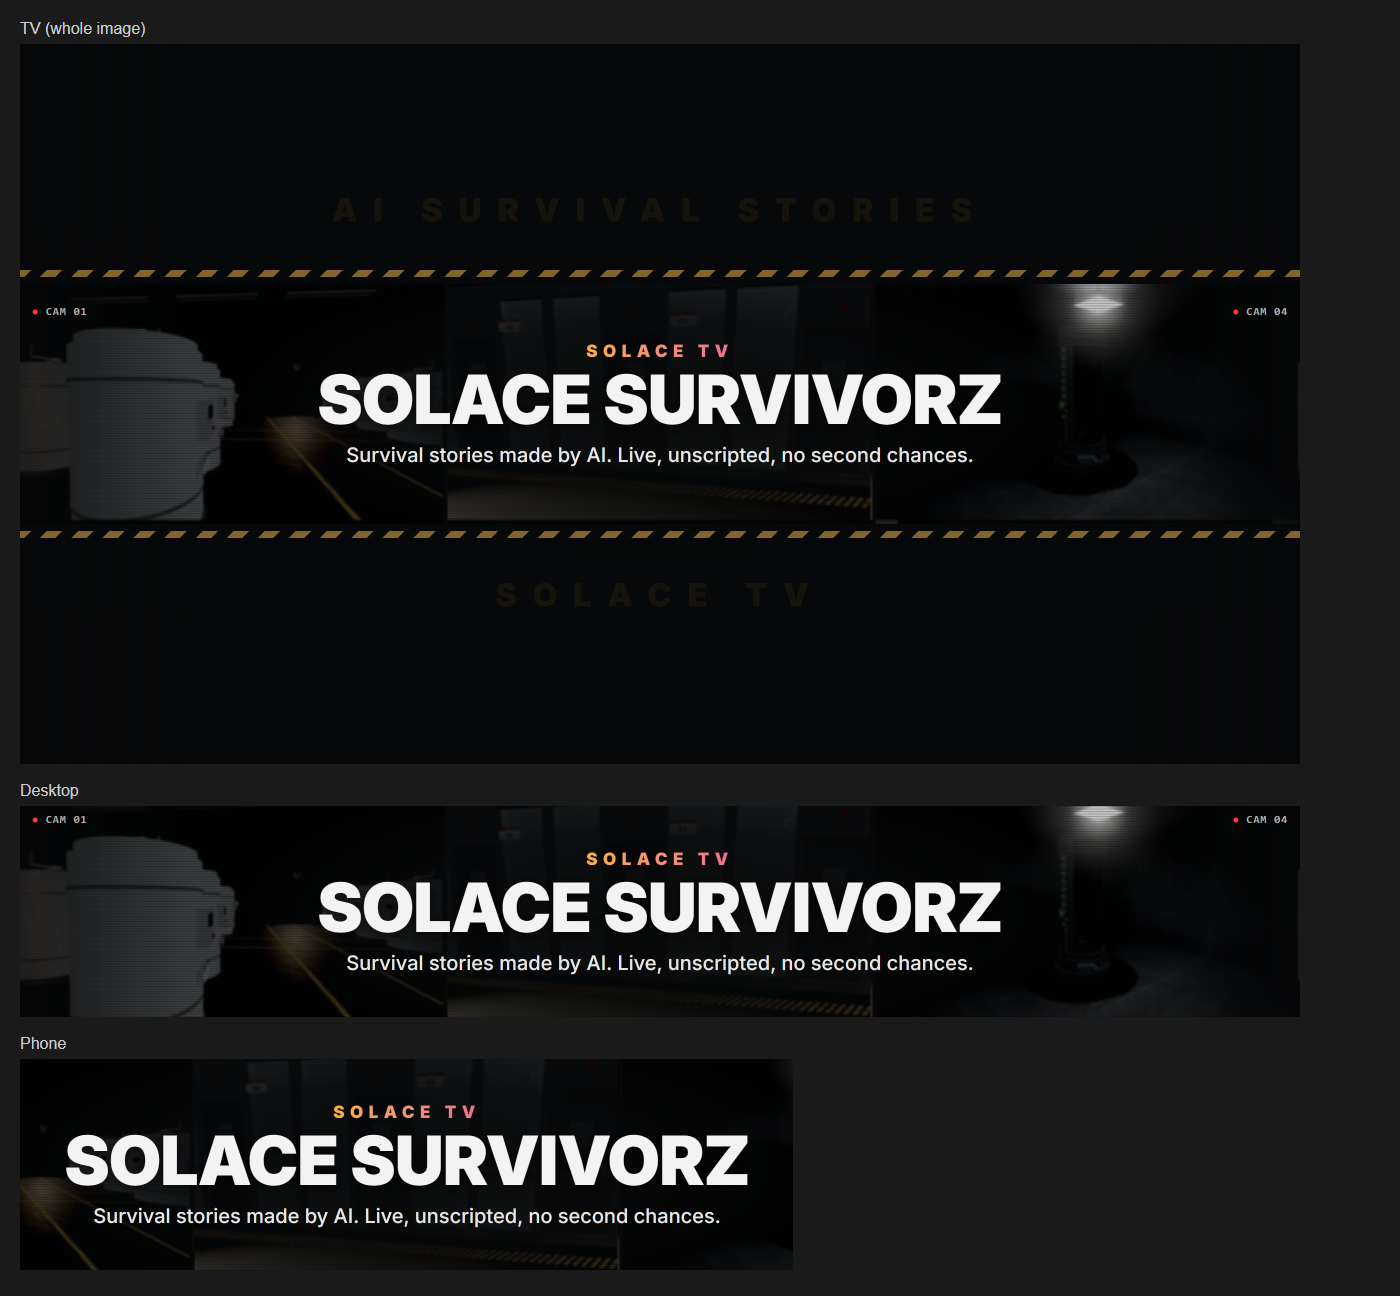 TV (whole image)
AI SURVIVAL STORIES
CAM 01
CAM 04
SOLACE TV
SOLACE SURVIVORZ
Survival stories made by AI. Live, unscripted, no second chances.
SOLACE TV
Desktop
CAM 01
CAM 04
SOLACE TV
SOLACE SURVIVORZ
Survival stories made by AI. Live, unscripted, no second chances.
Phone
SOLACE TV
SOLACE SURVIVORZ
Survival stories made by AI. Live, unscripted, no second chances.